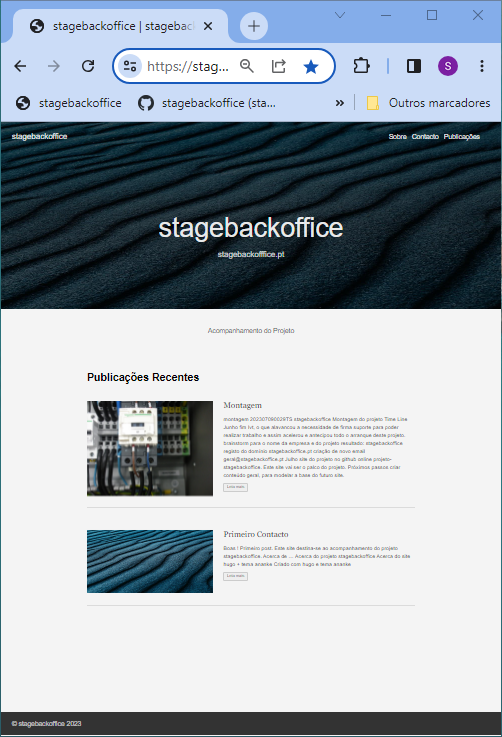 stagebackoffice | stageback
https://stag...
S
stagebackoffice
stagebackoffice (sta...
»
Outros marcadores
stagebackoffice
Sobre Contacto Publicações
stagebackoffice
stagebackofffice.pt
Acompanhamento do Projeto
Publicações Recentes
Montagem
montagem 202307090029TS stagebackoffice Montagem do projeto Time Line
Junho fim Ivl, o que alavancou a necessidade de firma suporte para poder
realizar trabalho e assim acelerou e antecipou todo o arranque deste projeto.
brainstorm para o nome da empresa e do projeto resultado: stagebackoffice
registo do domínio stagebackoffice.pt criação de novo email
geral@stagebackoffice.pt Julho site do projeto no github online projeto-
stagebackoffice. Este site vai ser o palco do projeto. Próximos passos criar
conteúdo geral, para modelar a base do futuro site.
Leia mais
Primeiro Contacto
Boas ! Primeiro post. Este site destina-se ao acompanhamento do projeto
stagebackoffice. Acerca de ... Acerca do projeto stagebackoffice Acerca do site
hugo + tema ananke Criado com hugo e tema ananke
Leia mais
© stagebackoffice 2023